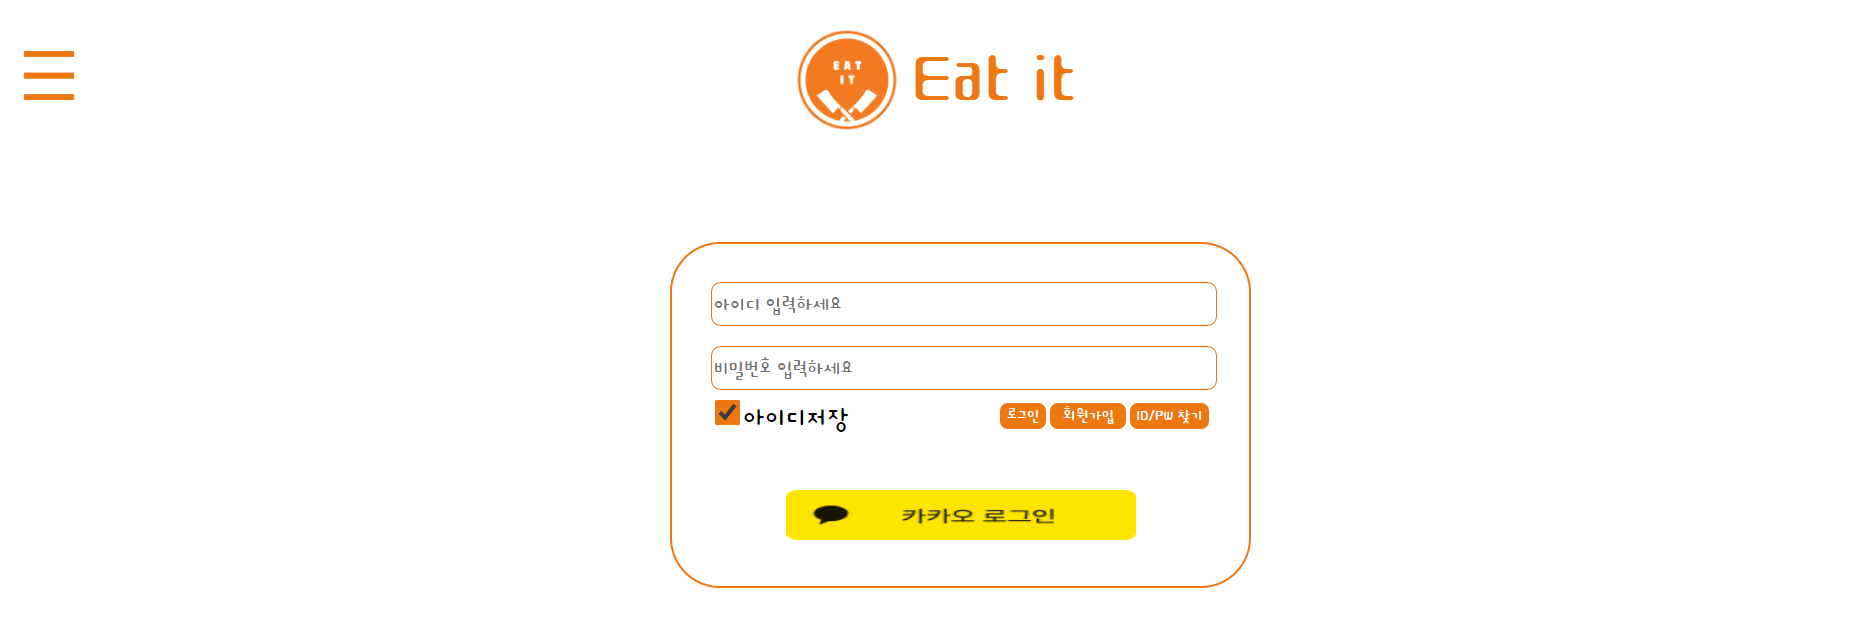 EAT
IT
Eat it
아이디 입력하세요
비밀번호 입력하세요
아이디저장
로그인 회원가입 ID/PW 찾기
카카오 로그인